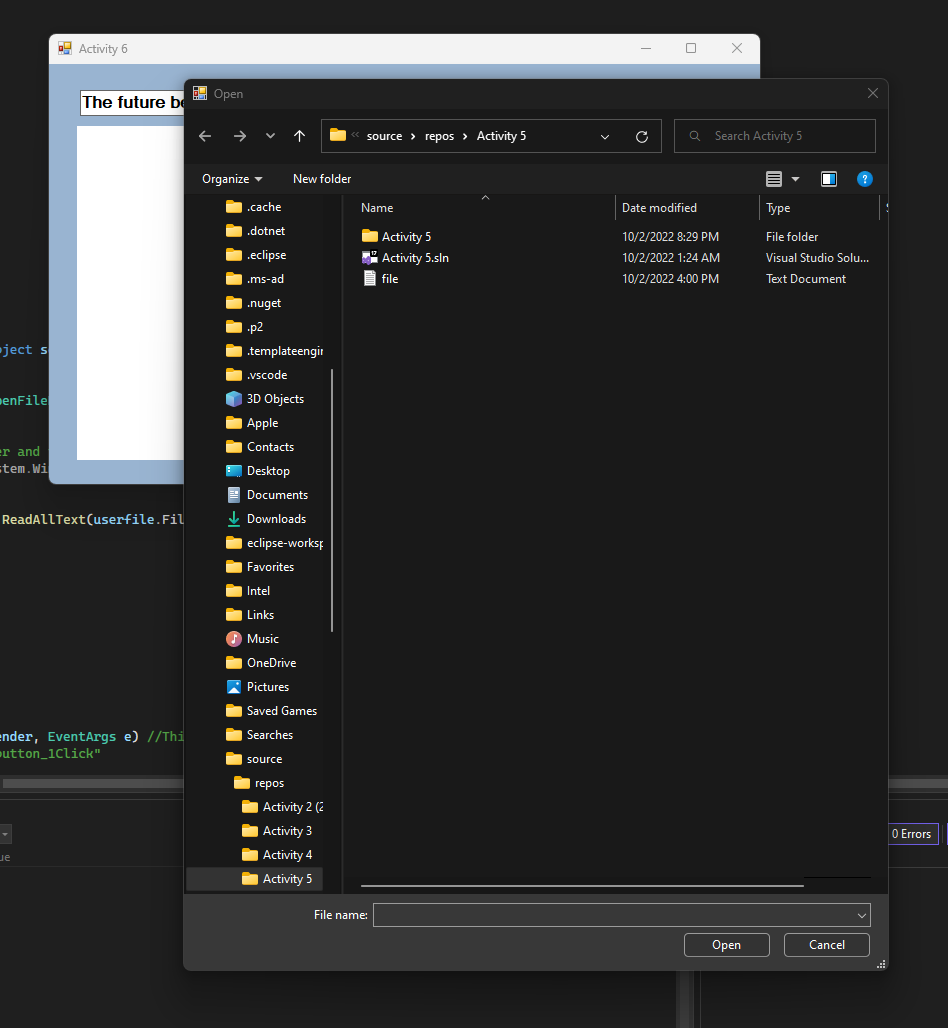 Activity 6
The future be
Open
« source › repos › Activity 5
Search Activity 5
Organize
New folder
?
.cache
.dotnet
.eclipse
.ms-ad
.nuget
.p2
.templateengin
.vscode
3D Objects
Apple
Contacts
Desktop
Documents
Downloads
eclipse-worksp
Favorites
Intel
Links
Music
OneDrive
Pictures
Saved Games
Searches
source
repos
Activity 2 (2
Activity 3
Activity 4
Activity 5
Name Date modified Type
Activity 5 10/2/2022 8:29 PM File folder
Activity 5.sln 10/2/2022 1:24 AM Visual Studio Solu...
file 10/2/2022 4:00 PM Text Document
File name:
Open
Cancel
ject s
enFile
er and
stem.Wi
ReadAllText(userfile.Fil
ender, EventArgs e) //Thi
button_1Click"
0 Errors
ue